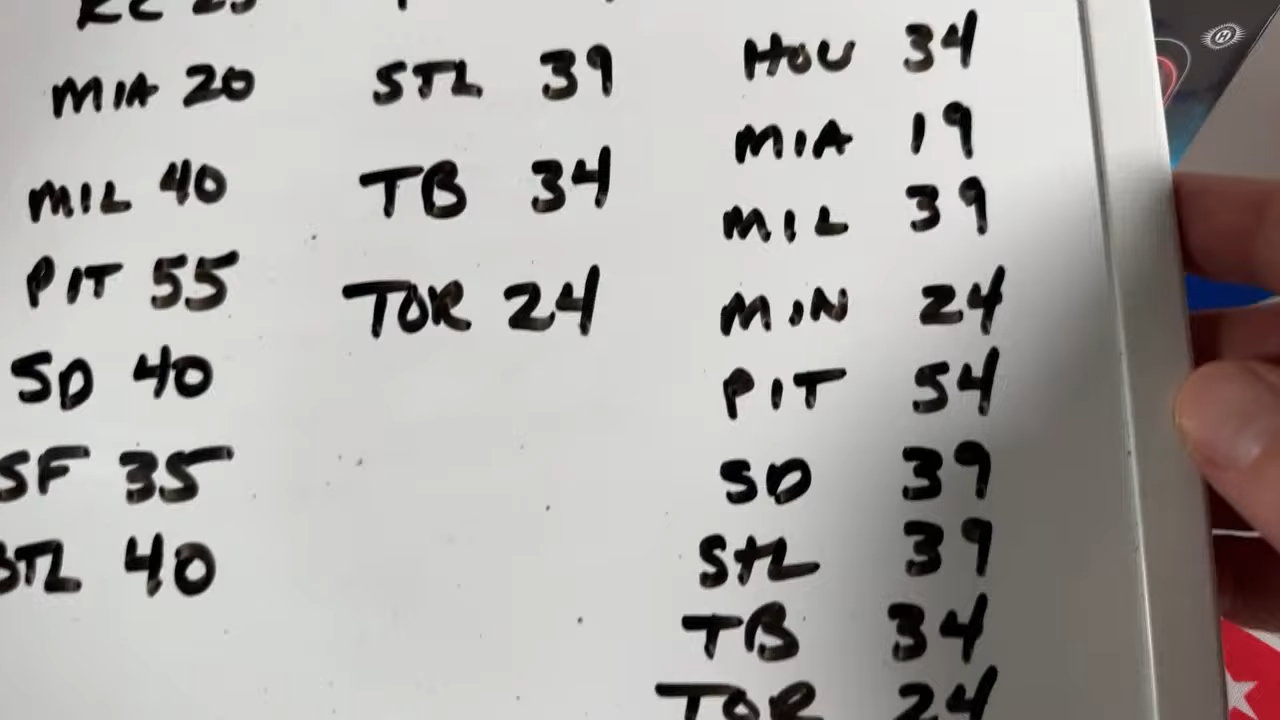 MIA 20
MIL 40
PIT 55
SD 40
SF 35
STL 40
STL 39
TB 34
TOR 24
HOU 34
MIA 19
MIL 39
MIN 24
PIT 54
SD 39
STL 39
TB 34
TOR 24